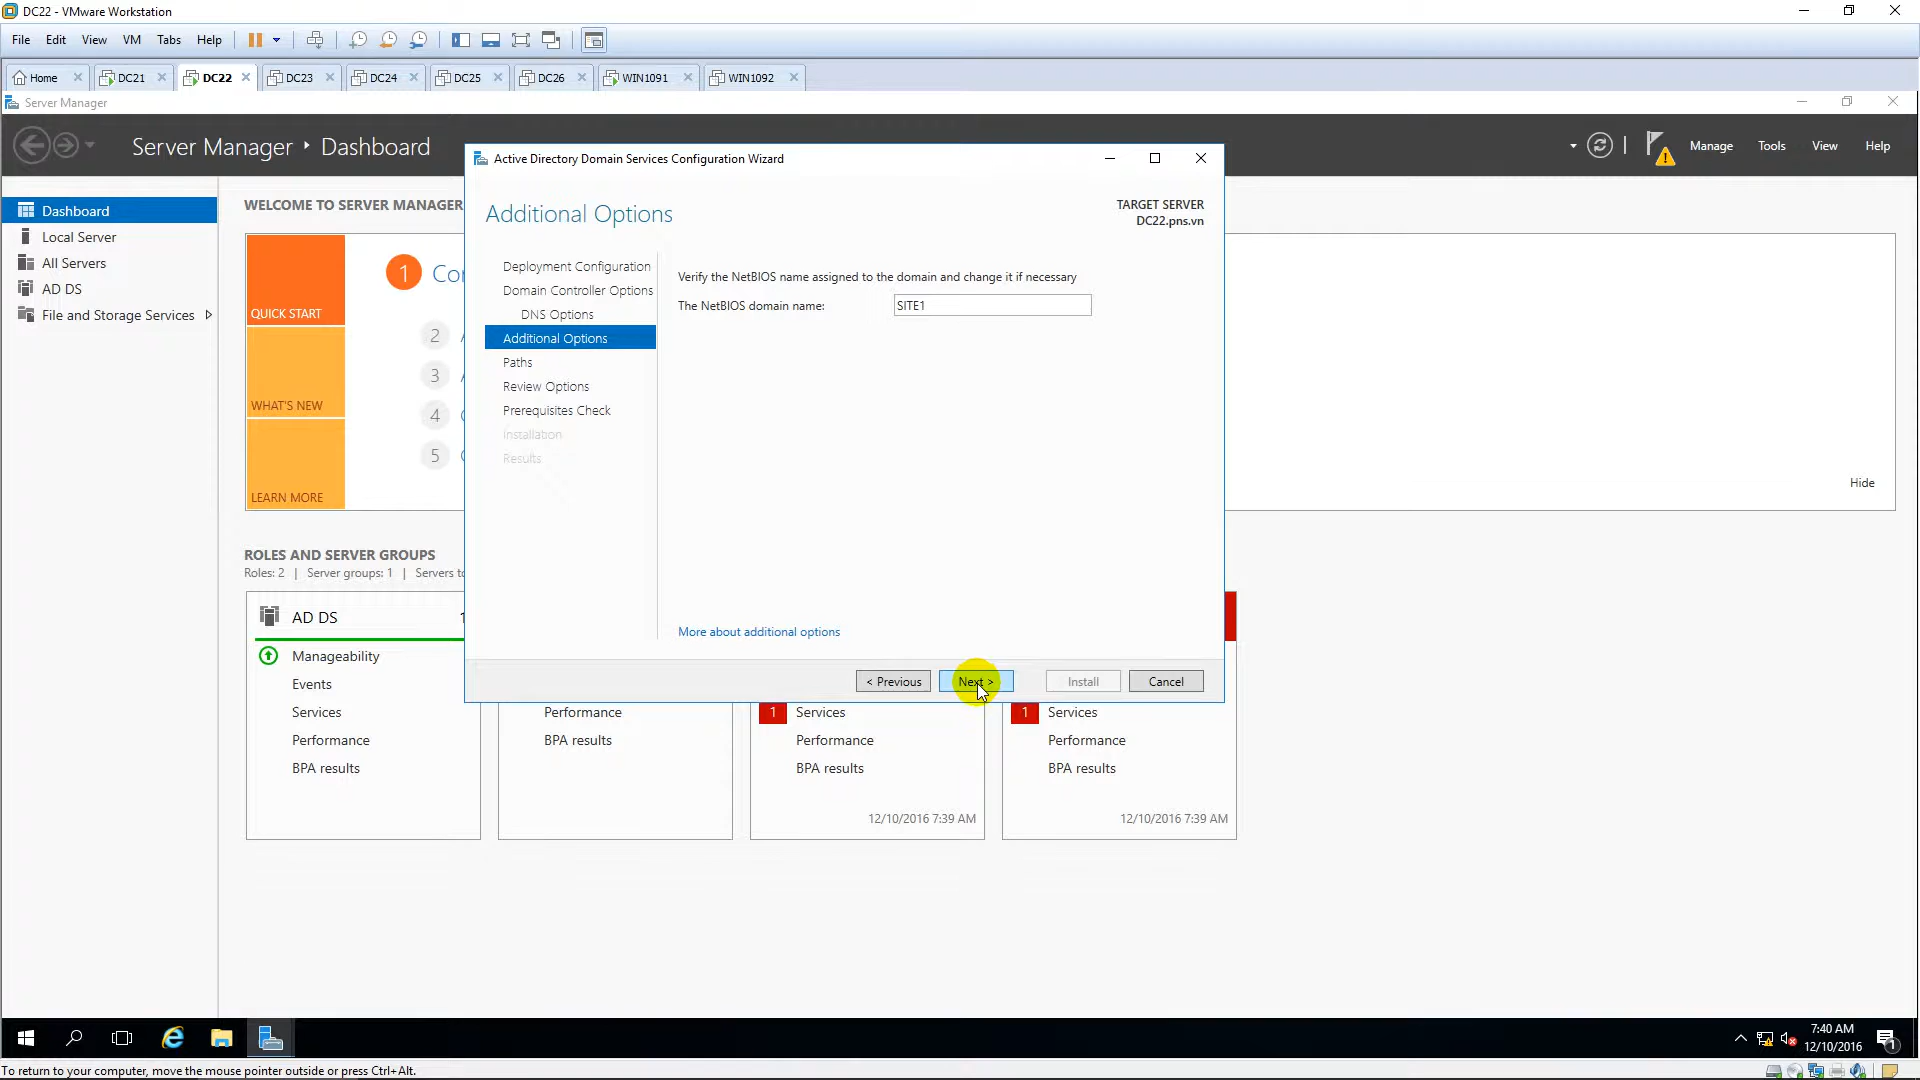 DC22 - VMware Workstation
File Edit View VM Tabs Help
Home DC21 DC22 DC23 DC24 DC25 DC26 WIN1091 WIN1092
Server Manager
Server Manager Dashboard
Manage Tools View Help
Dashboard
Local Server
All Servers
AD DS
File and Storage Services
WELCOME TO SERVER MANAGER
QUICK START
WHAT'S NEW
LEARN MORE
1
2
3
4
5
Hide
Active Directory Domain Services Configuration Wizard
Additional Options
TARGET SERVER
DC22.pns.vn
Deployment Configuration
Domain Controller Options
DNS Options
Additional Options
Paths
Review Options
Prerequisites Check
Installation
Results
Verify the NetBIOS name assigned to the domain and change it if necessary
The NetBIOS domain name: SITE1
More about additional options
< Previous Next > Install Cancel
ROLES AND SERVER GROUPS
Roles: 2 | Server groups: 1 | Servers
AD DS
Manageability
Events
Services
Performance
BPA results
Performance
BPA results
1 Services
Performance
BPA results
12/10/2016 7:39 AM
1 Services
Performance
BPA results
12/10/2016 7:39 AM
7:40 AM
12/10/2016
1
To return to your computer, move the mouse pointer outside or press Ctrl+Alt.